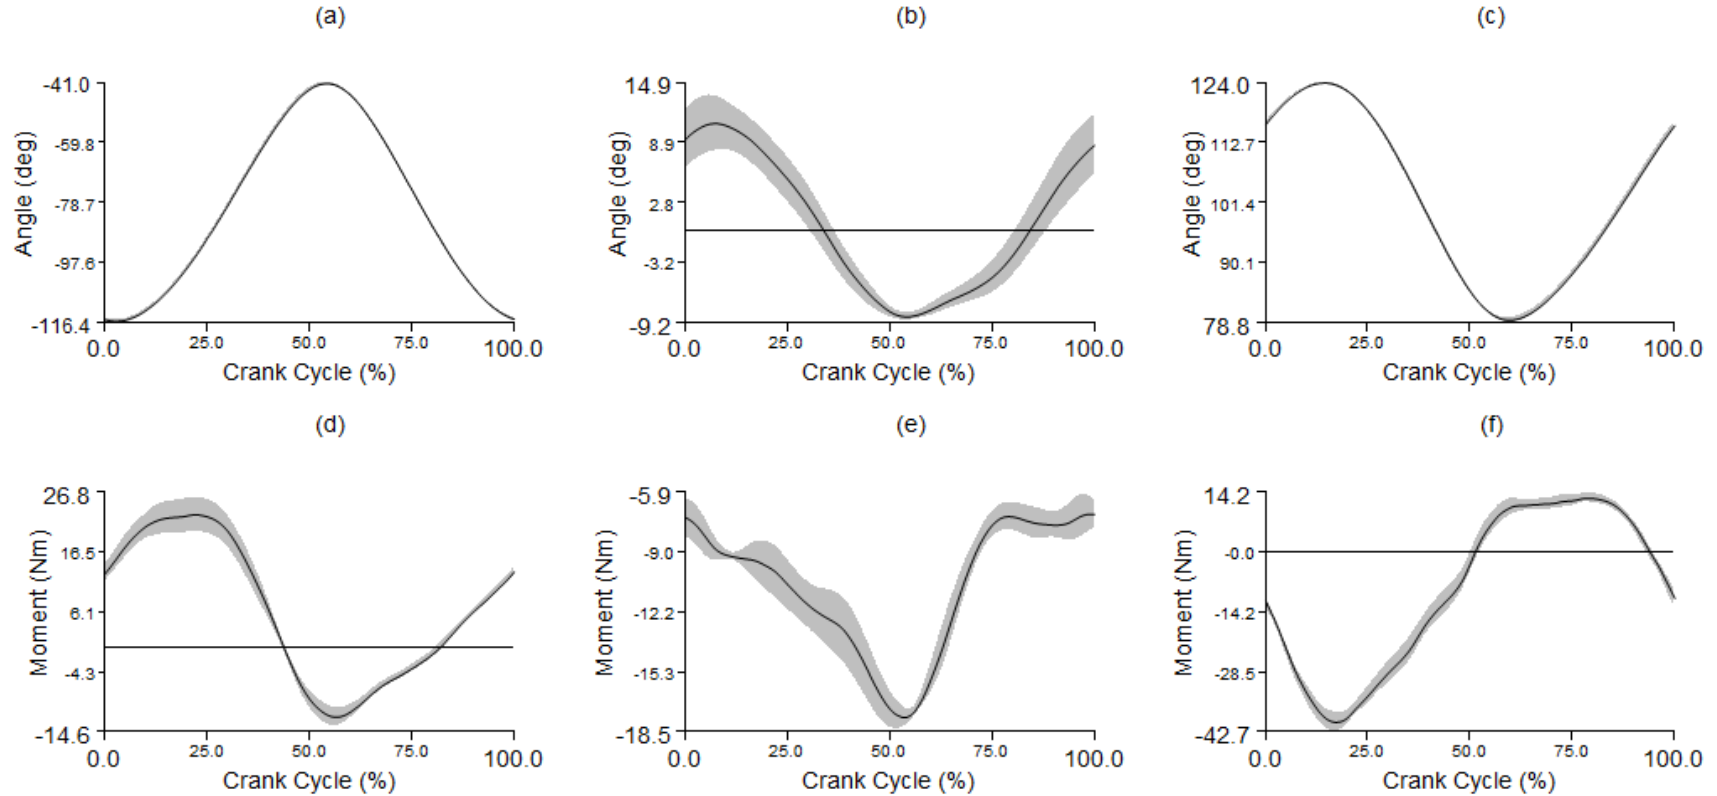 (a) (b) (c)
-41.0 14.9 124.0
-59.8 8.9 112.7
-78.7 2.8 101.4
-97.6 -3.2 90.1
-116.4 -9.2 78.8
Angle (deg) Angle (deg) Angle (deg)
0.0 25.0 50.0 75.0 100.0 0.0 25.0 50.0 75.0 100.0 0.0 25.0 50.0 75.0 100.0
Crank Cycle (%) Crank Cycle (%) Crank Cycle (%)
(d) (e) (f)
26.8 -5.9 14.2
16.5 -9.0 -0.0
6.1 -12.2 -14.2
-4.3 -15.3 -28.5
-14.6 -18.5 -42.7
Moment (Nm) Moment (Nm) Moment (Nm)
0.0 25.0 50.0 75.0 100.0 0.0 25.0 50.0 75.0 100.0 0.0 25.0 50.0 75.0 100.0
Crank Cycle (%) Crank Cycle (%) Crank Cycle (%)